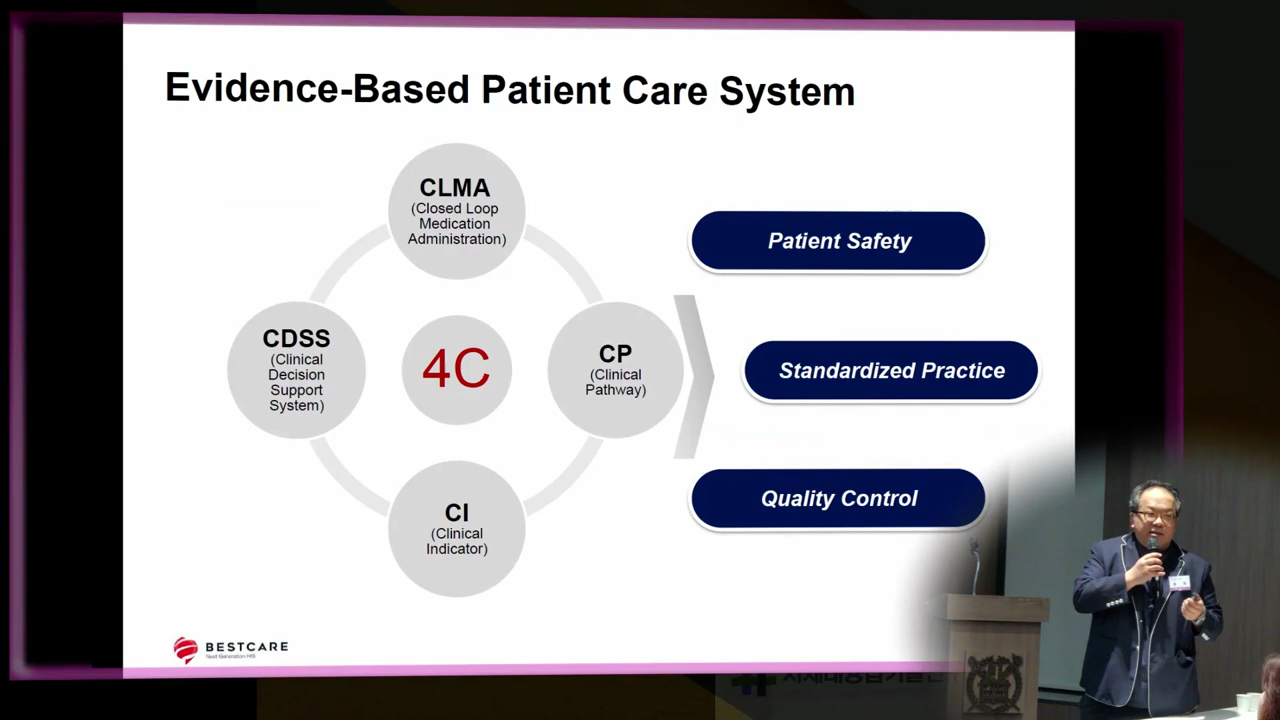 Evidence-Based Patient Care System
CLMA
(Closed Loop
Medication
Administration)
CDSS
(Clinical
Decision
Support
System)
4C
CP
(Clinical
Pathway)
CI
(Clinical
Indicator)
Patient Safety
Standardized Practice
Quality Control
BESTCARE
Next Generation HIS